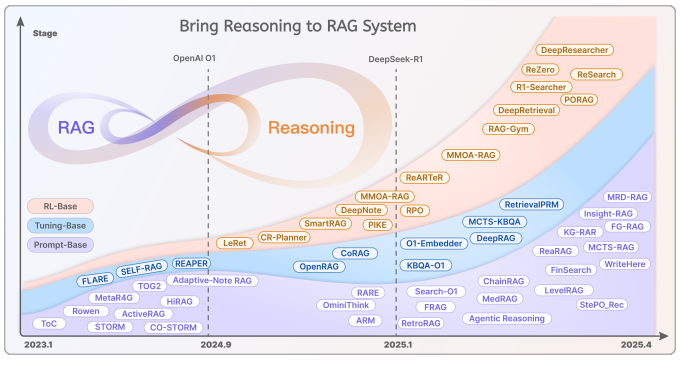 Bring Reasoning to RAG System
Stage
OpenAI O1
DeepSeek-R1
RAG
Reasoning
RL-Base
Tuning-Base
Prompt-Base
DeepResearcher
ReZero
ReSearch
R1-Searcher
PORAG
DeepRetrieval
RAG-Gym
MMOA-RAG
ReARTeR
MMOA-RAG
DeepNote
RPO
SmartRAG
PIKE
CR-Planner
LeRet
RetrievalPRM
MCTS-KBQA
DeepRAG
O1-Embedder
CoRAG
KBQA-O1
OpenRAG
REAPER
SELF-RAG
FLARE
MRD-RAG
Insight-RAG
FG-RAG
KG-RAR
MCTS-RAG
ReaRAG
WriteHere
FinSearch
ChainRAG
LevelRAG
StePO_Rec
Search-O1
MedRAG
FRAG
Agentic Reasoning
RetroRAG
RARE
OminiThink
ARM
Adaptive-Note RAG
TOG2
MetaR4G
HiRAG
Rowen
ActiveRAG
ToC
STORM
CO-STORM
2023.1
2024.9
2025.1
2025.4